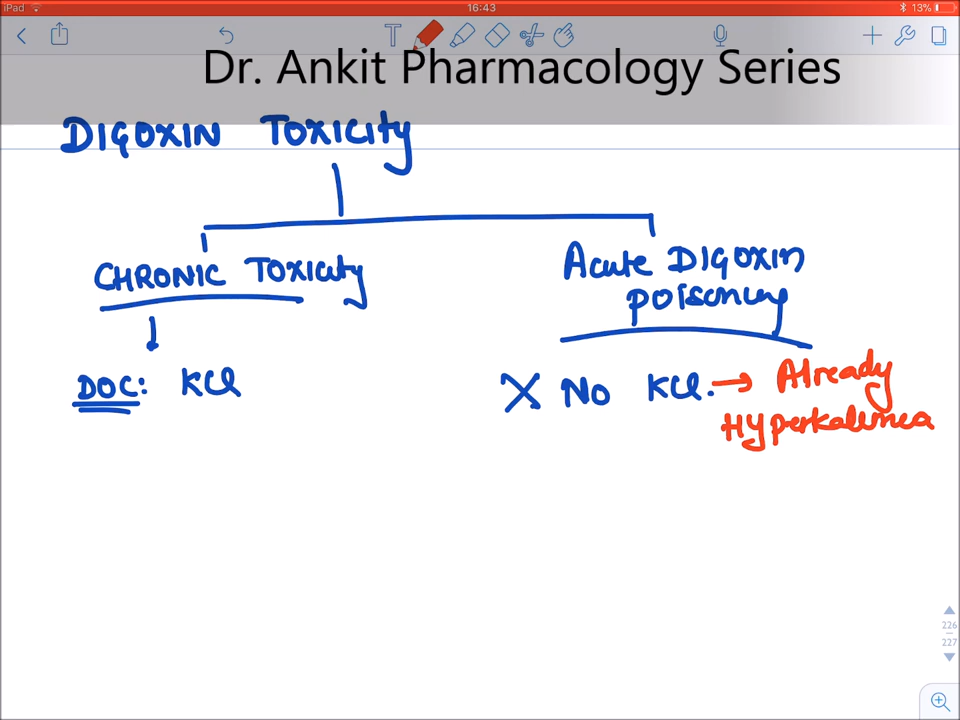 iPad 16:43 13%
Dr. Ankit Pharmacology Series
DIGOXIN TOXICITY
CHRONIC TOXICITY
Acute DIGOXIN
poisoning
DOC: KCl
X No KCl. → Already
Hyperkalemea
226
227